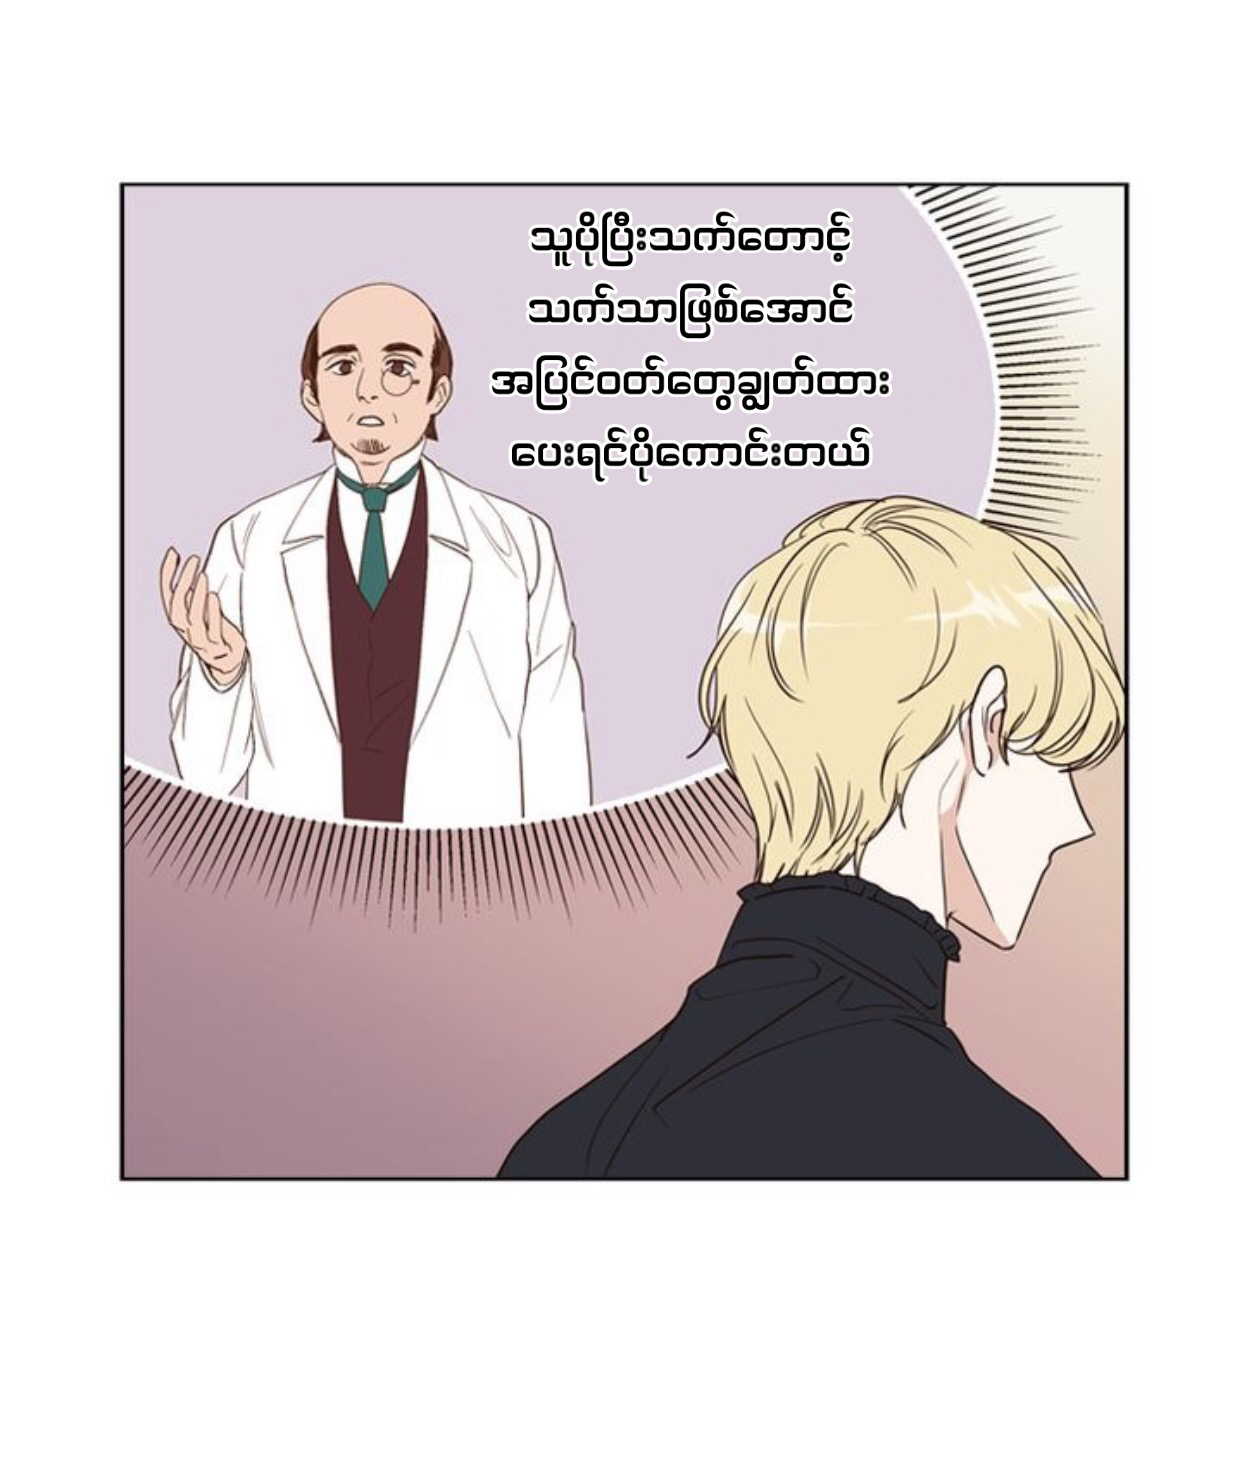 သူပိုပြီးသက်တောင့်
သက်သာဖြစ်အောင်
အပြင်ဝတ်တွေချွတ်ထား
ပေးရင်ပိုကောင်းတယ်